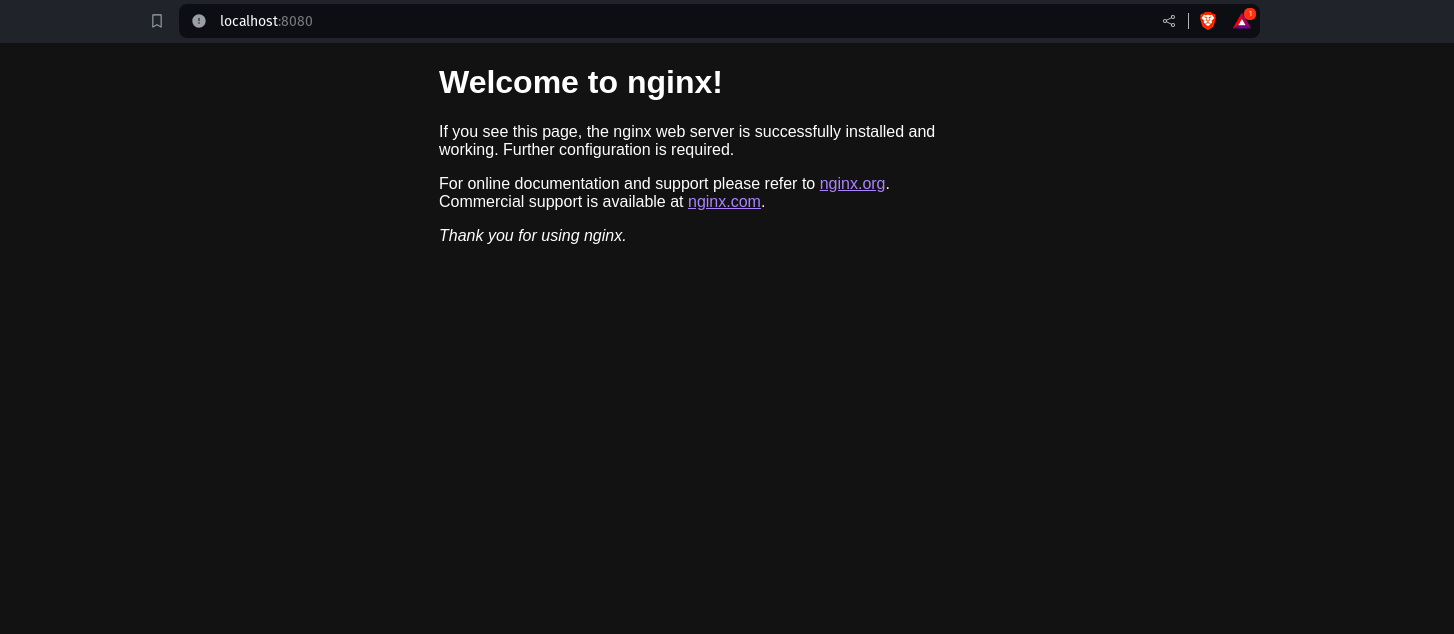 localhost:8080
1
Welcome to nginx!
If you see this page, the nginx web server is successfully installed and
working. Further configuration is required.
For online documentation and support please refer to nginx.org.
Commercial support is available at nginx.com.
Thank you for using nginx.